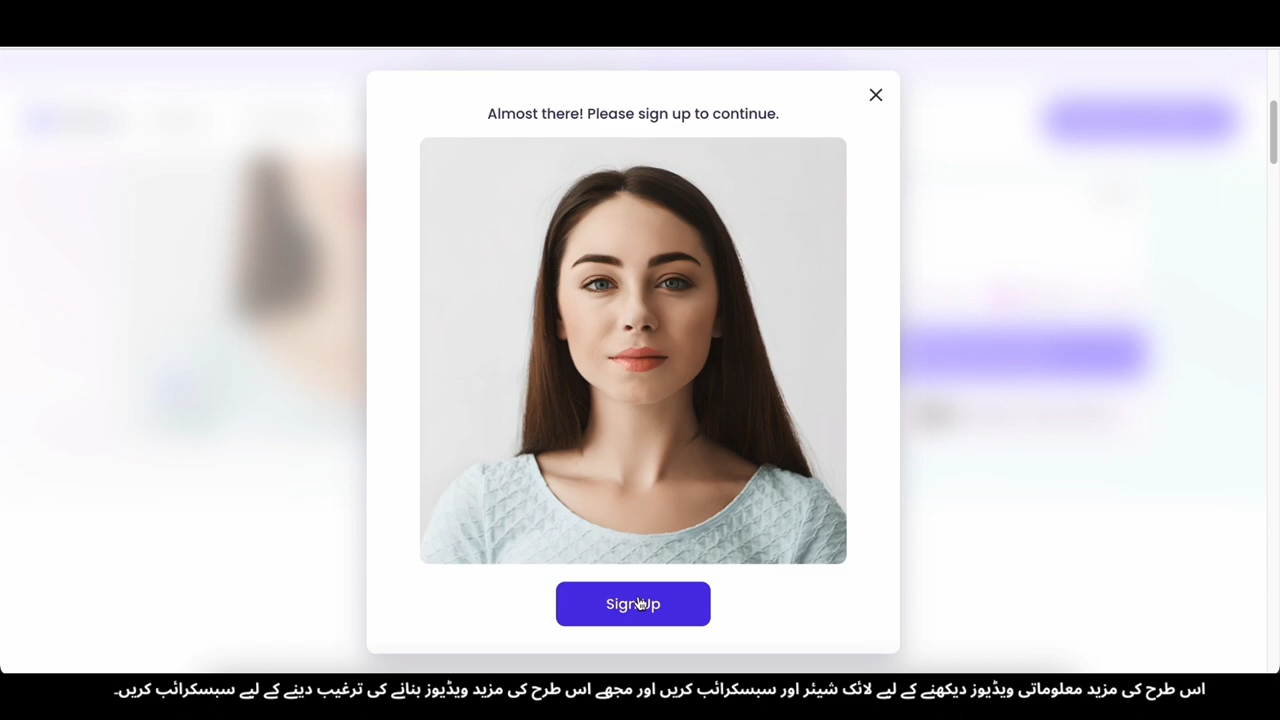 Almost there! Please sign up to continue.
Sign Up
اس طرح کی مزید معلوماتی ویڈیوز دیکھنے کے لیے لائک شیئر اور سبسکرائب کریں اور مجھے اس طرح کی مزید ویڈیوز بنانے کی ترغیب دینے کے لیے سبسکرائب کریں۔